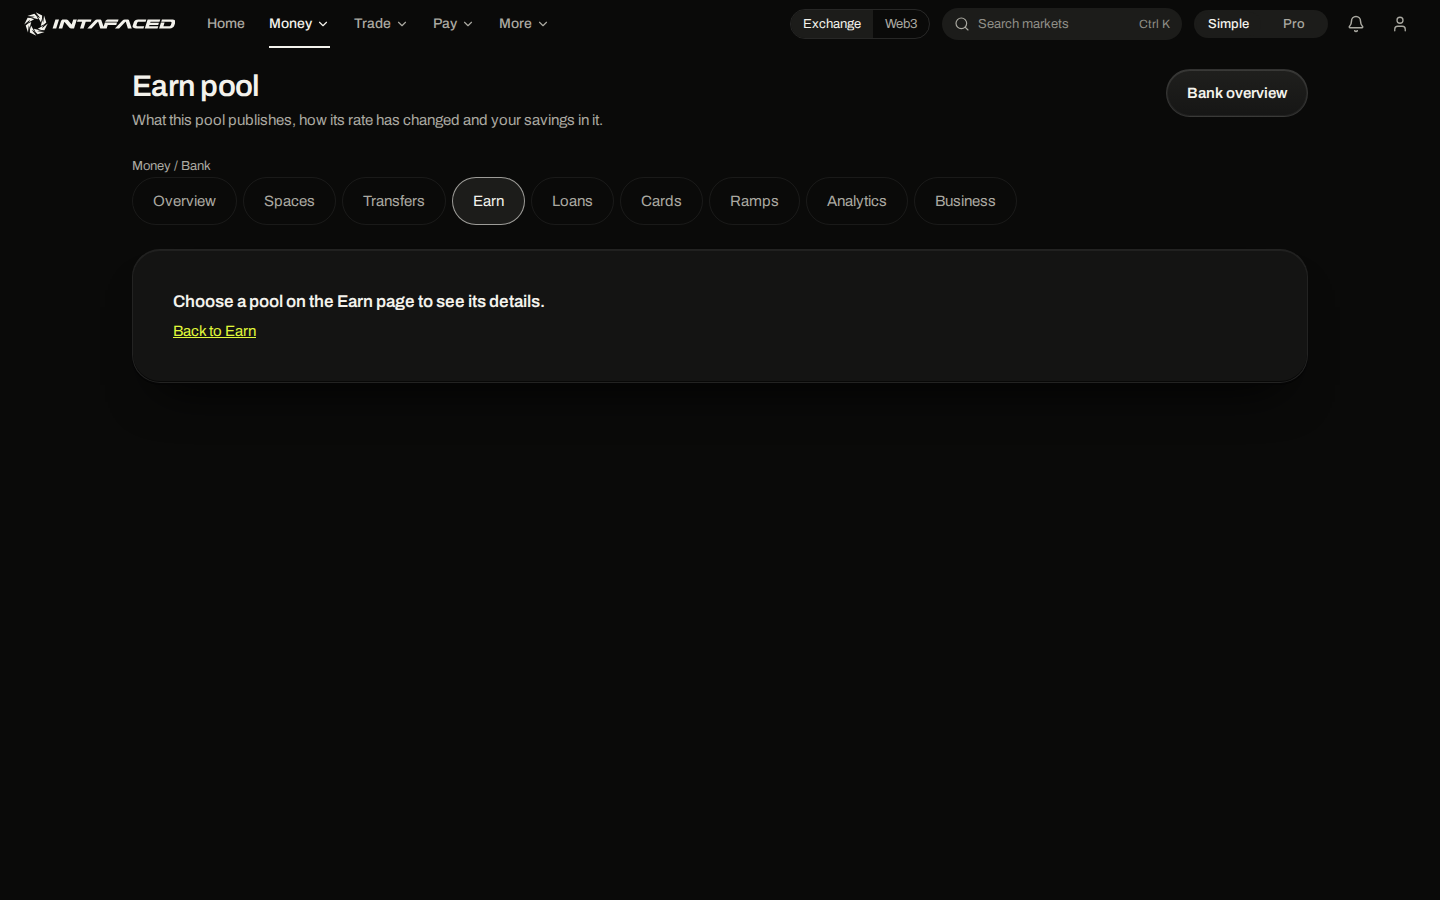 INTAFACED
Home
Money
Trade
Pay
More
Exchange
Web3
Search markets
Ctrl K
Simple
Pro
Earn pool
Bank overview
What this pool publishes, how its rate has changed and your savings in it.
Money / Bank
Overview
Spaces
Transfers
Earn
Loans
Cards
Ramps
Analytics
Business
Choose a pool on the Earn page to see its details.
Back to Earn